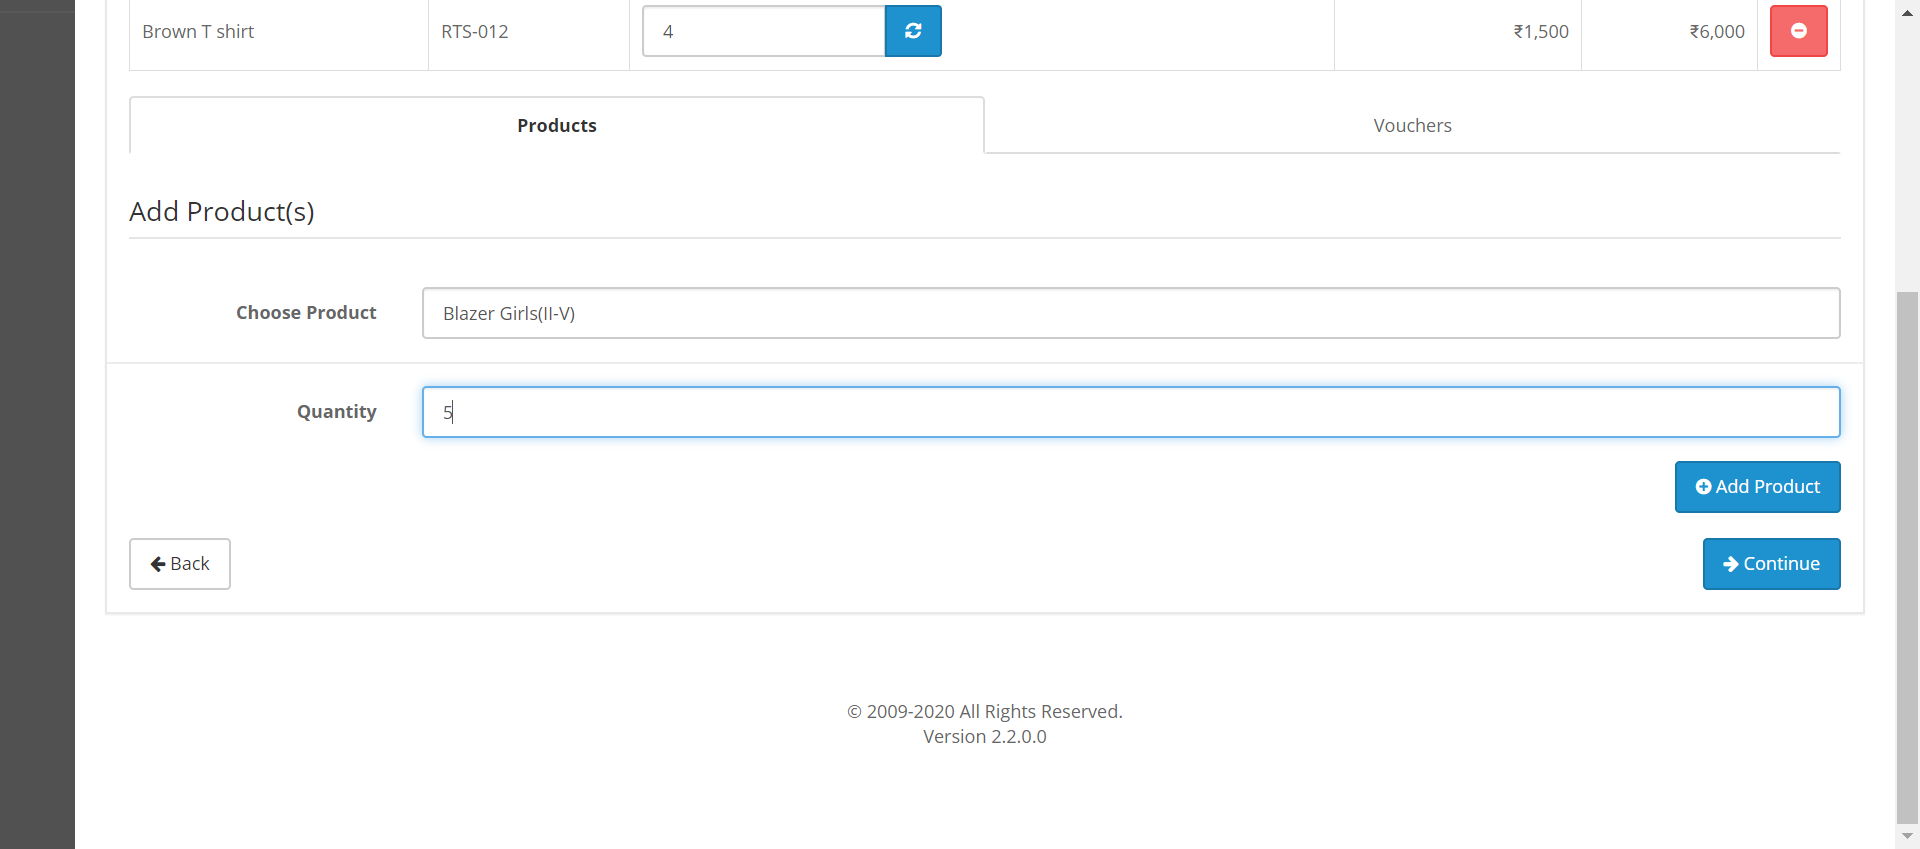 Brown T shirt RTS-012 4 ₹1,500 ₹6,000
Products Vouchers
Add Product(s)
Choose Product Blazer Girls(II-V)
Quantity 5
Add Product
Back Continue
© 2009-2020 All Rights Reserved.
Version 2.2.0.0